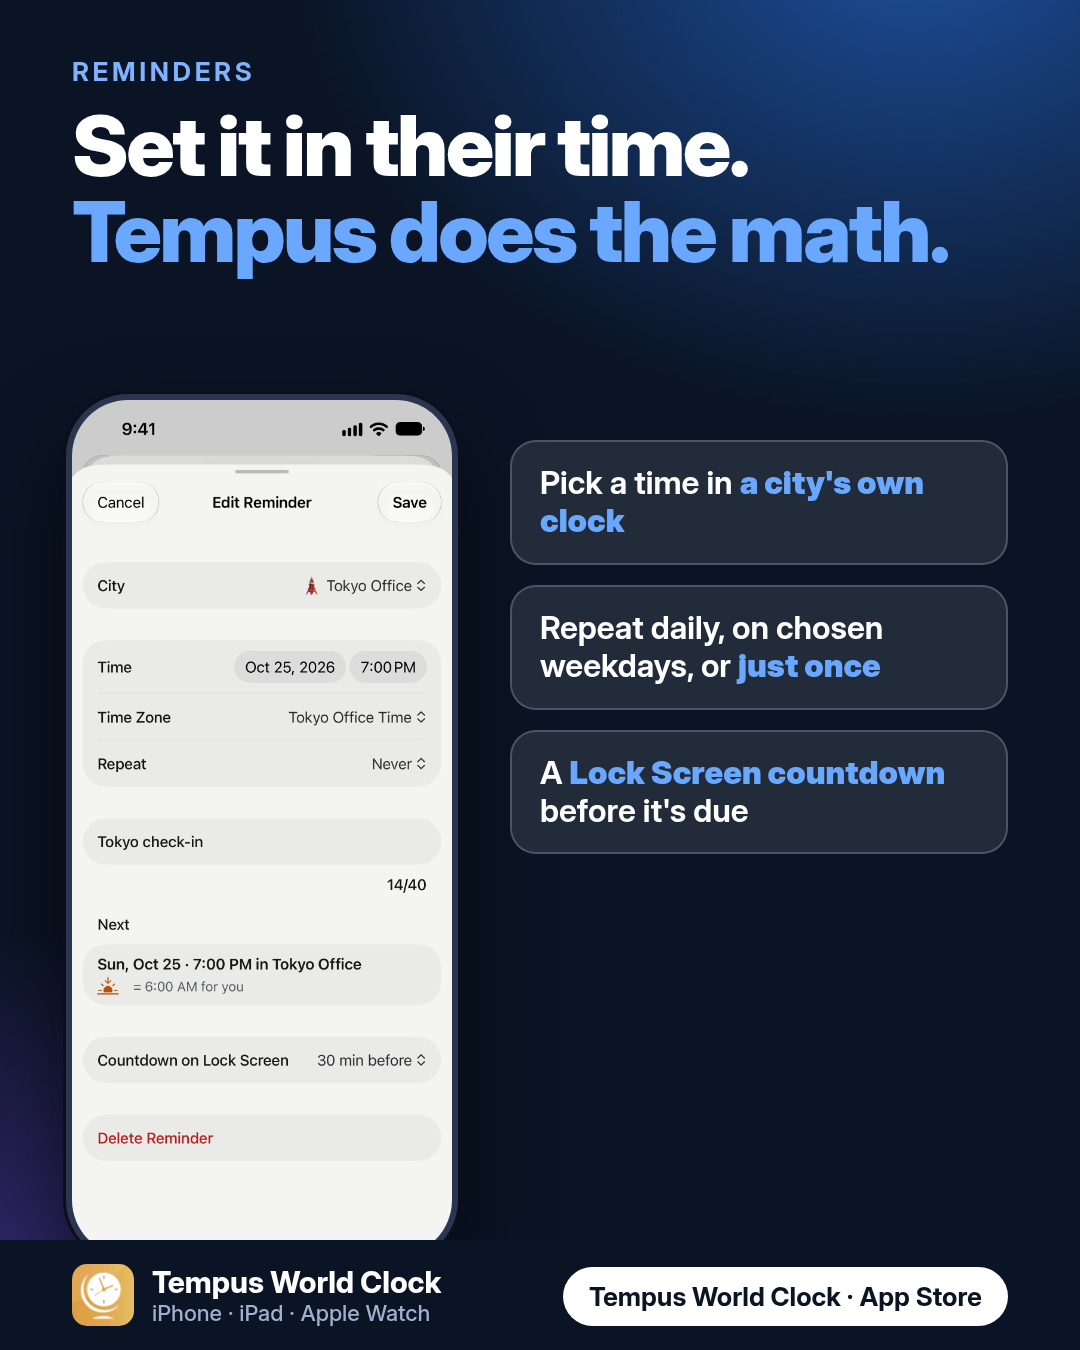 REMINDERS
Set it in their time.
Tempus does the math.
9:41
Cancel
Edit Reminder
Save
City
Tokyo Office
Time
Oct 25, 2026
7:00 PM
Time Zone
Tokyo Office Time
Repeat
Never
Tokyo check-in
14/40
Next
Sun, Oct 25 · 7:00 PM in Tokyo Office
= 6:00 AM for you
Countdown on Lock Screen
30 min before
Delete Reminder
Pick a time in a city's own
clock
Repeat daily, on chosen
weekdays, or just once
A Lock Screen countdown
before it's due
Tempus World Clock
iPhone · iPad · Apple Watch
Tempus World Clock · App Store